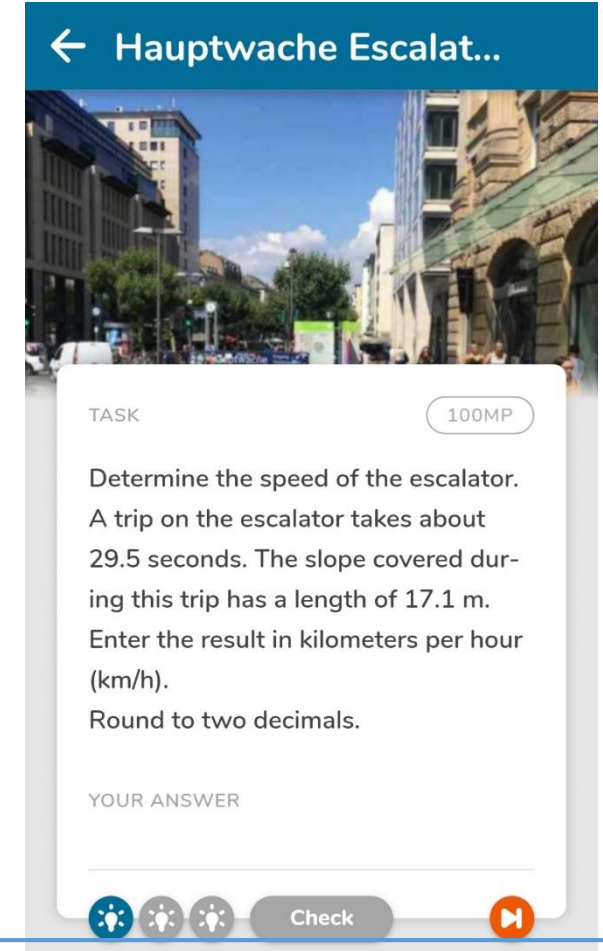 Hauptwache Escalat...
TASK
100MP
Determine the speed of the escalator.
A trip on the escalator takes about
29.5 seconds. The slope covered dur-
ing this trip has a length of 17.1 m.
Enter the result in kilometers per hour
(km/h).
Round to two decimals.
YOUR ANSWER
Check